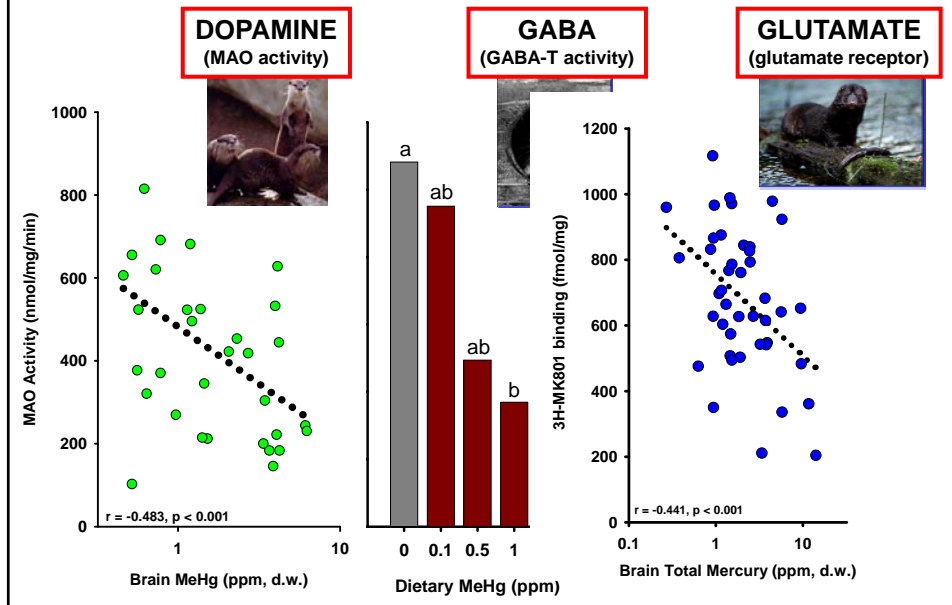 DOPAMINE
(MAO activity)
GABA
(GABA-T activity)
GLUTAMATE
(glutamate receptor)
MAO Activity (nmol/mg/min)
1000
800
600
400
200
0
r = -0.483, p < 0.001
1
10
Brain MeHg (ppm, d.w.)
a
ab
ab
b
0
0.1
0.5
1
Dietary MeHg (ppm)
3H-MK801 binding (fmol/mg)
1200
1000
800
600
400
200
0
r = -0.441, p < 0.001
0.1
1
10
Brain Total Mercury (ppm, d.w.)